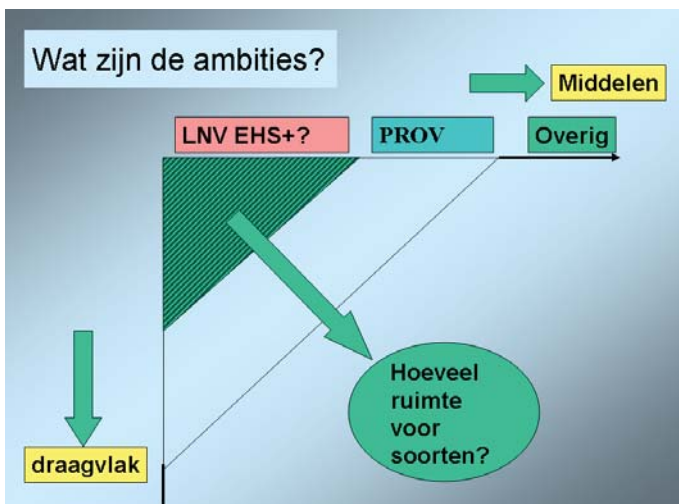 Wat zijn de ambities?
Middelen
LNV EHS+?
PROV
Overig
Hoeveel
ruimte
voor
soorten?
draagvlak